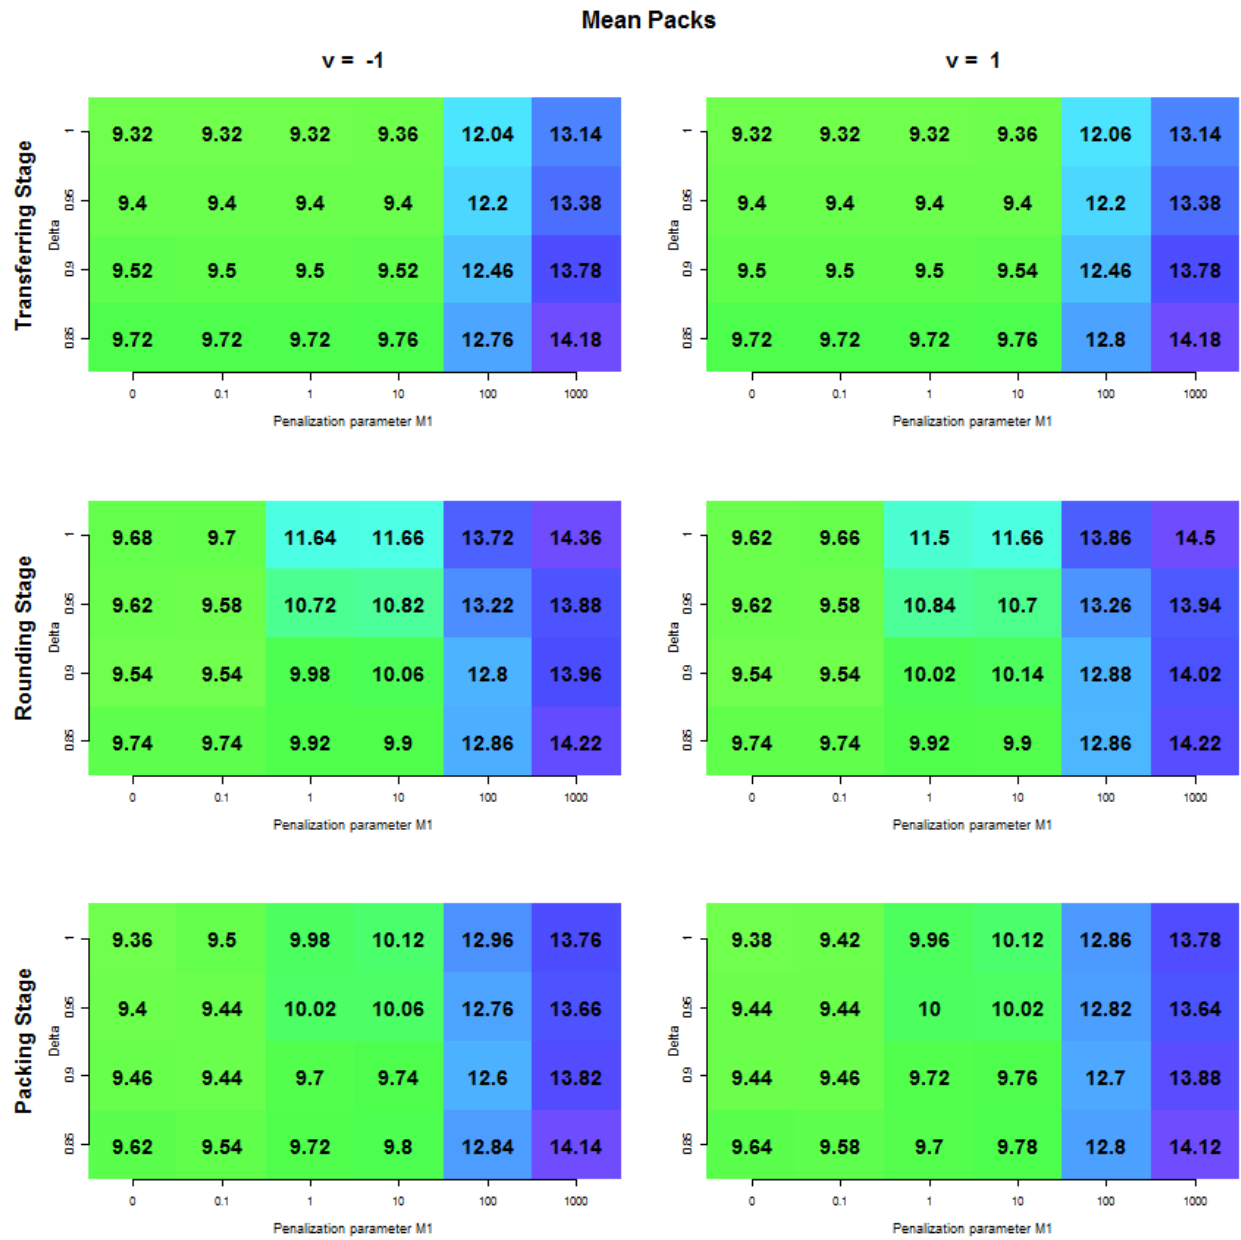 Mean Packs
v = -1
v = 1
Transferring Stage
Delta
1 9.32 9.32 9.32 9.36 12.04 13.14
0.95 9.4 9.4 9.4 9.4 12.2 13.38
0.9 9.52 9.5 9.5 9.52 12.46 13.78
0.85 9.72 9.72 9.72 9.76 12.76 14.18
0 0.1 1 10 100 1000
Penalization parameter M1
Delta
1 9.32 9.32 9.32 9.36 12.06 13.14
0.95 9.4 9.4 9.4 9.4 12.2 13.38
0.9 9.5 9.5 9.5 9.54 12.46 13.78
0.85 9.72 9.72 9.72 9.76 12.8 14.18
0 0.1 1 10 100 1000
Penalization parameter M1
Rounding Stage
Delta
1 9.68 9.7 11.64 11.66 13.72 14.36
0.95 9.62 9.58 10.72 10.82 13.22 13.88
0.9 9.54 9.54 9.98 10.06 12.8 13.96
0.85 9.74 9.74 9.92 9.9 12.86 14.22
0 0.1 1 10 100 1000
Penalization parameter M1
Delta
1 9.62 9.66 11.5 11.66 13.86 14.5
0.95 9.62 9.58 10.84 10.7 13.26 13.94
0.9 9.54 9.54 10.02 10.14 12.88 14.02
0.85 9.74 9.74 9.92 9.9 12.86 14.22
0 0.1 1 10 100 1000
Penalization parameter M1
Packing Stage
Delta
1 9.36 9.5 9.98 10.12 12.96 13.76
0.95 9.4 9.44 10.02 10.06 12.76 13.66
0.9 9.46 9.44 9.7 9.74 12.6 13.82
0.85 9.62 9.54 9.72 9.8 12.84 14.14
0 0.1 1 10 100 1000
Penalization parameter M1
Delta
1 9.38 9.42 9.96 10.12 12.86 13.78
0.95 9.44 9.44 10 10.02 12.82 13.64
0.9 9.44 9.46 9.72 9.76 12.7 13.88
0.85 9.64 9.58 9.7 9.78 12.8 14.12
0 0.1 1 10 100 1000
Penalization parameter M1